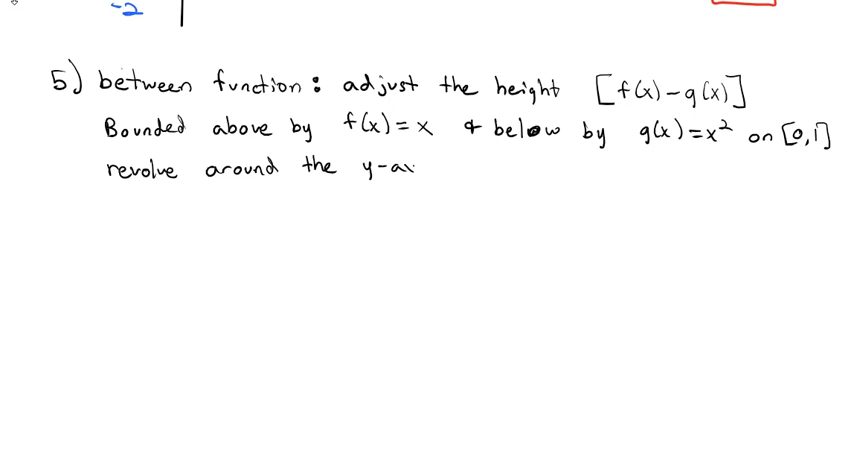 -2
5) between function: adjust the height [f(x) - g(x)]
Bounded above by f(x) = x & below by g(x) = x² on [0,1]
revolve around the y-ax